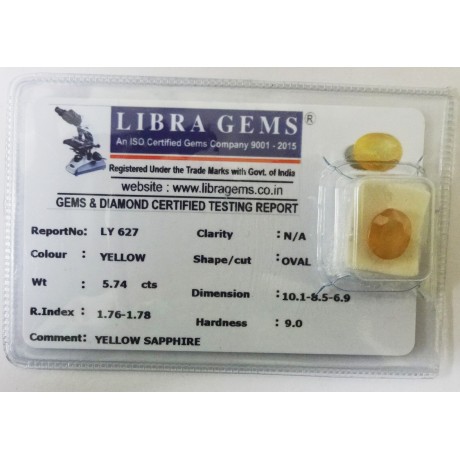 LIBRA GEMS ®
An ISO Certified Gems Company 9001 - 2015
Registered Under the Trade Marks with Govt. of India
website : www.libragems.co.in
GEMS & DIAMOND CERTIFIED TESTING REPORT
ReportNo: LY 627 Clarity : N/A
Colour : YELLOW Shape/cut : OVAL
Wt : 5.74 cts Dimension : 10.1-8.5-6.9
R.Index : 1.76-1.78 Hardness : 9.0
Comment: YELLOW SAPPHIRE